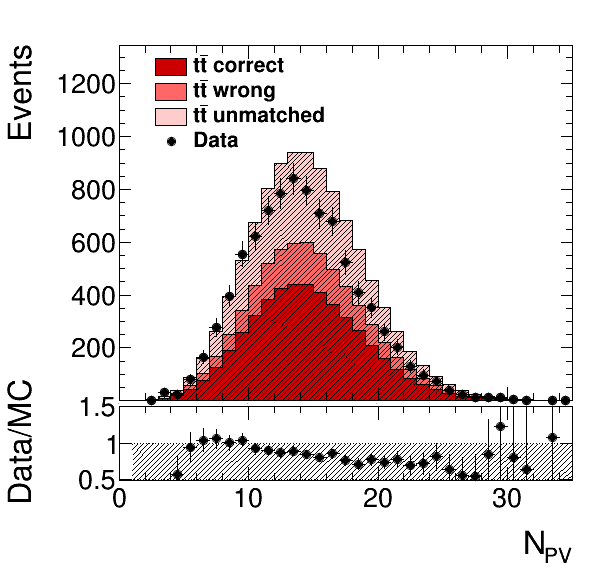 Events
1200
1000
800
600
400
200
tt̄ correct
tt̄ wrong
tt̄ unmatched
Data
Data/MC
1.5
1
0.5
0 10 20 30
N_PV